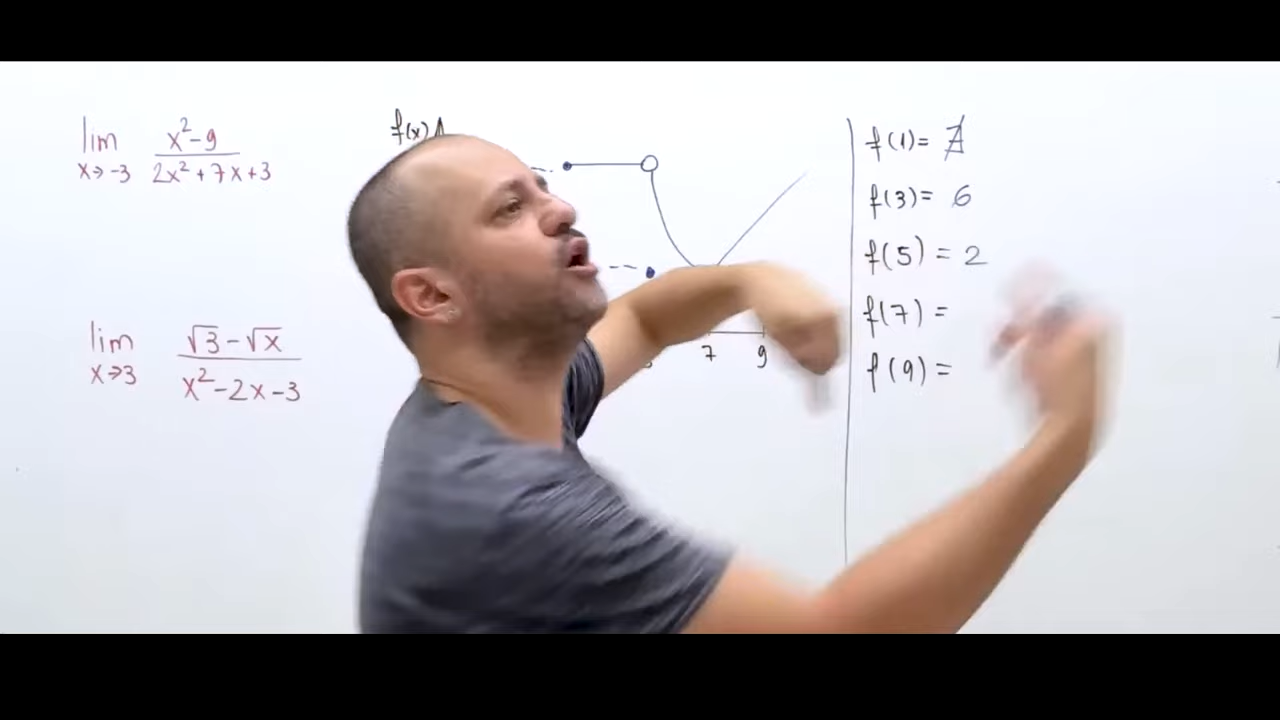 lim x→-3 (x²-9)/(2x²+7x+3)
lim x→3 (√3-√x)/(x²-2x-3)
f(x)
7 9
f(1)= ∄
f(3)= 6
f(5)= 2
f(7)=
f(9)=